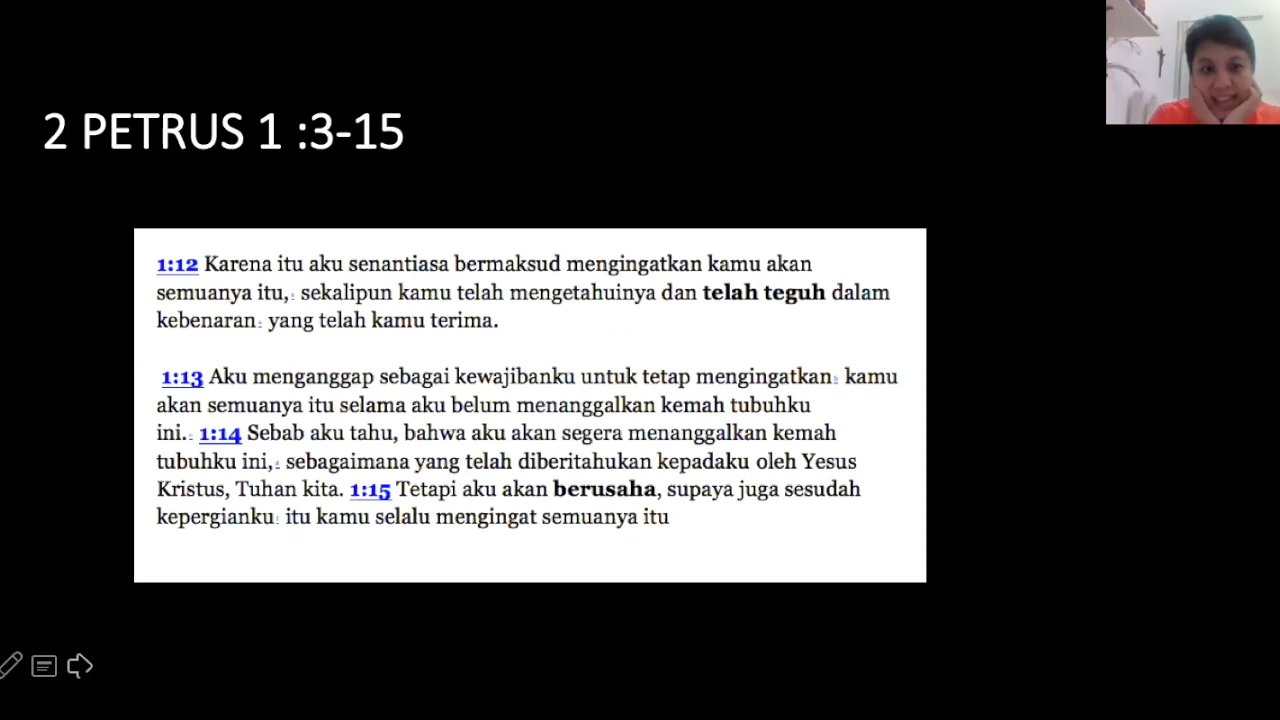 2 PETRUS 1 :3-15
1:12 Karena itu aku senantiasa bermaksud mengingatkan kamu akan
semuanya itu, sekalipun kamu telah mengetahuinya dan telah teguh dalam
kebenaran yang telah kamu terima.
1:13 Aku menganggap sebagai kewajibanku untuk tetap mengingatkan kamu
akan semuanya itu selama aku belum menanggalkan kemah tubuhku
ini. 1:14 Sebab aku tahu, bahwa aku akan segera menanggalkan kemah
tubuhku ini, sebagaimana yang telah diberitahukan kepadaku oleh Yesus
Kristus, Tuhan kita. 1:15 Tetapi aku akan berusaha, supaya juga sesudah
kepergianku itu kamu selalu mengingat semuanya itu